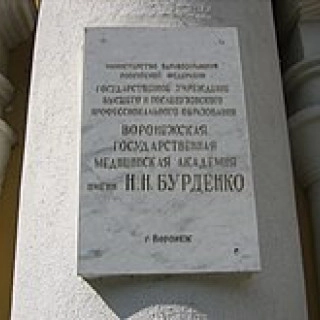 МИНИСТЕРСТВО ЗДРАВООХРАНЕНИЯ
РОССИЙСКОЙ ФЕДЕРАЦИИ
ГОСУДАРСТВЕННОЕ УЧРЕЖДЕНИЕ
ВЫСШЕГО И ПОСЛЕВУЗОВСКОГО
ПРОФЕССИОНАЛЬНОГО ОБРАЗОВАНИЯ
ВОРОНЕЖСКАЯ
ГОСУДАРСТВЕННАЯ
МЕДИЦИНСКАЯ АКАДЕМИЯ
ИМЕНИ Н.Н. БУРДЕНКО
г. ВОРОНЕЖ